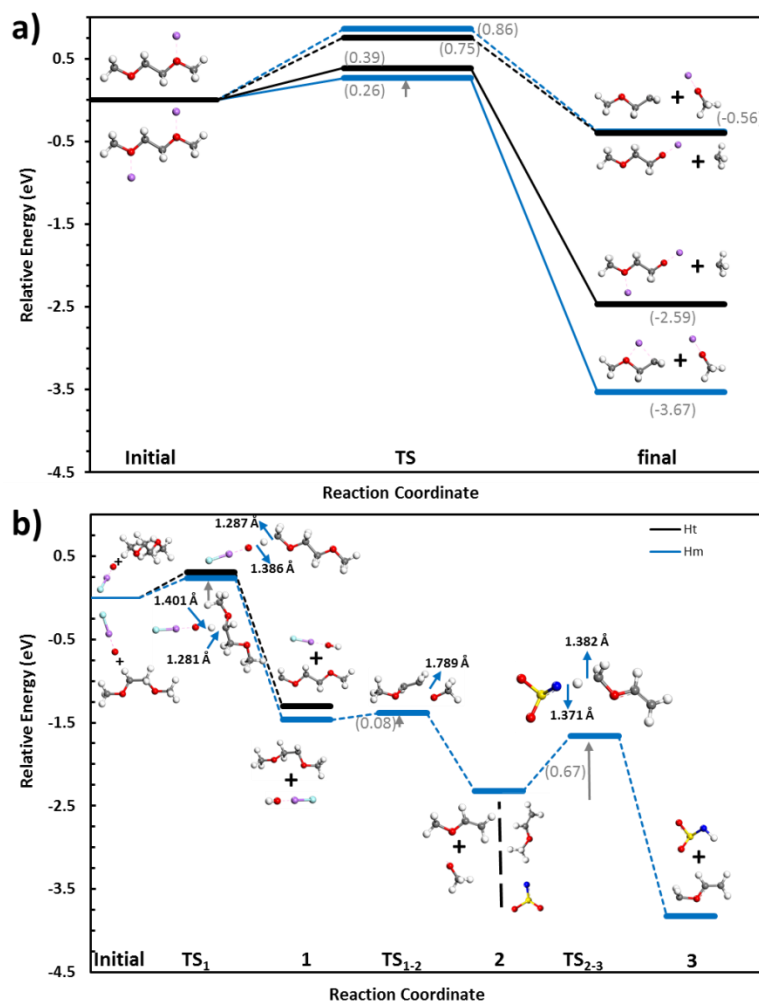 a)
0.5
-0.5
-1.5
-2.5
-3.5
-4.5
Relative Energy (eV)
(0.86)
(0.75)
(0.39)
(0.26)
+
(-0.56)
+
+
(-2.59)
+
(-3.67)
Initial
TS
final
Reaction Coordinate
b)
0.5
-0.5
-1.5
-2.5
-3.5
-4.5
Relative Energy (eV)
Ht
Hm
+
+
1.287 Å
1.386 Å
1.401 Å
1.281 Å
+
+
1.789 Å
(0.08)
+
1.382 Å
1.371 Å
(0.67)
+
Initial
TS1
1
TS1-2
2
TS2-3
3
Reaction Coordinate